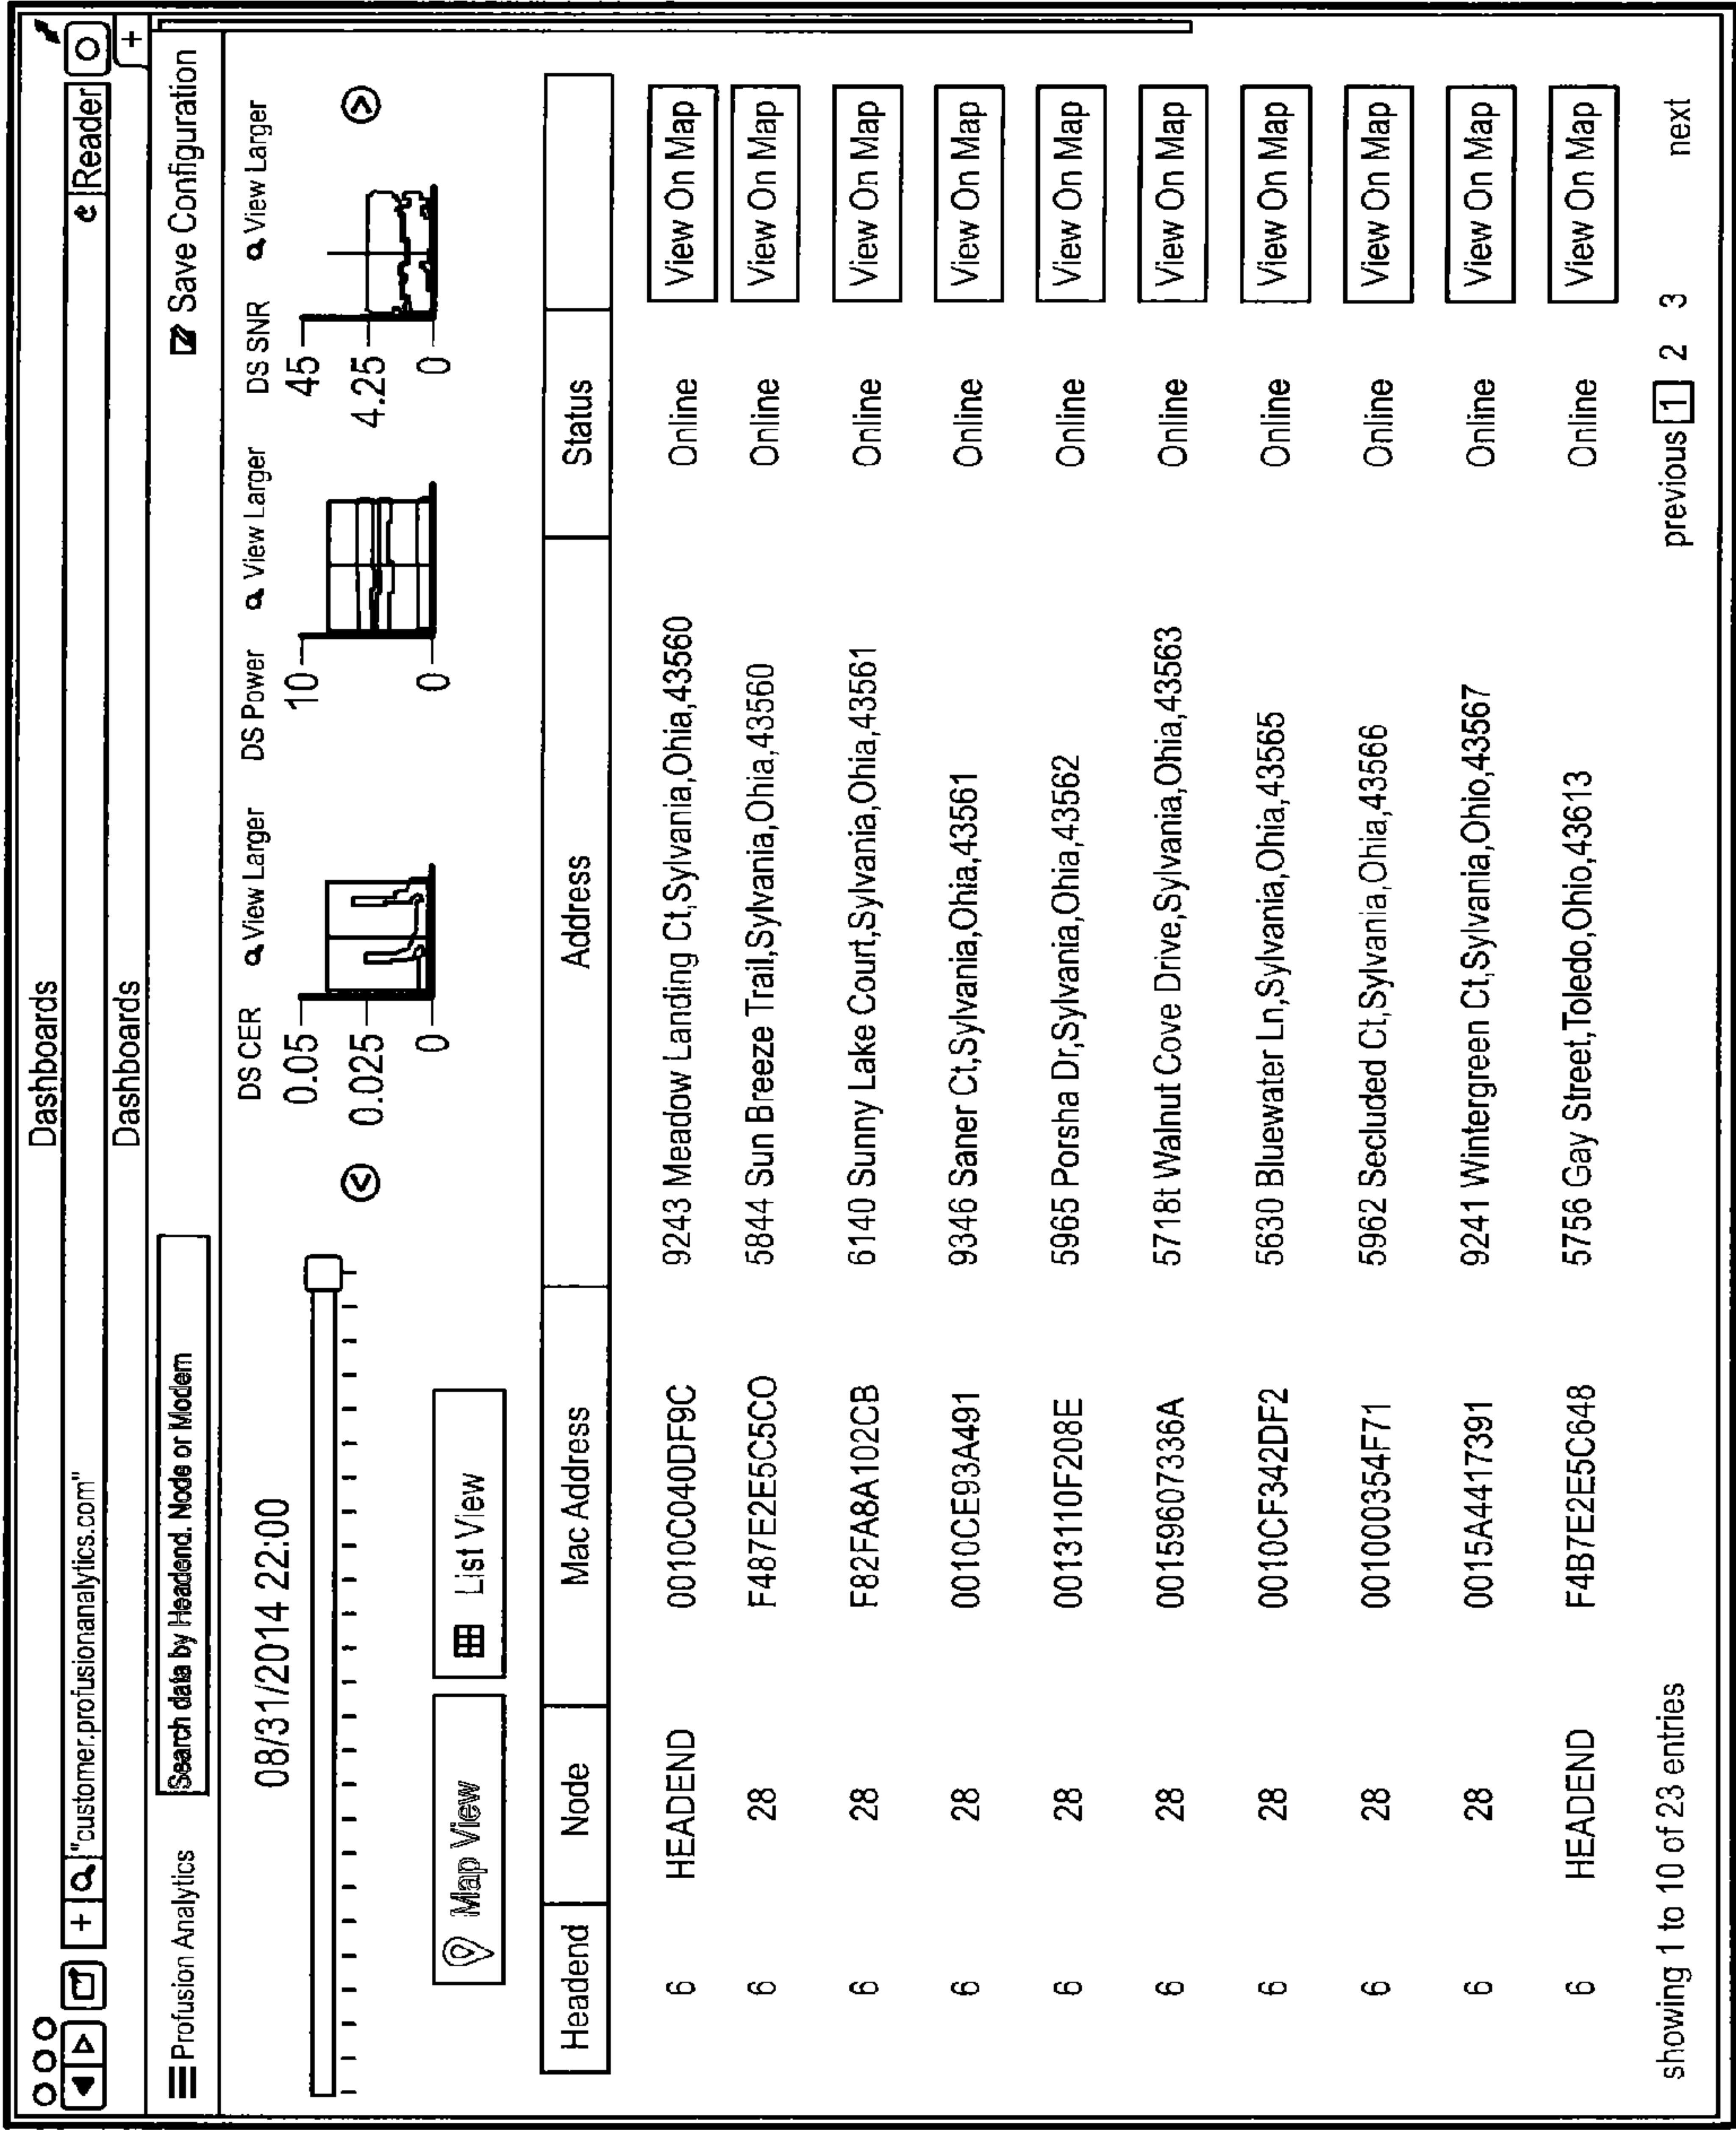 Dashboards
"customer.profusionanalytics.com"
Reader
Dashboards
+
Profusion Analytics
Search data by Headend. Node or Modem
Save Configuration
08/31/2014 22:00
DS CER
View Larger
0.05
0.025
0
DS Power
View Larger
10
0
DS SNR
View Larger
45
4.25
0
Map View
List View
Headend Node Mac Address Address Status
6 HEADEND 0010C040DF9C 9243 Meadow Landing Ct,Sylvania,Ohia,43560 Online View On Map
6 28 F487E2E5C5CO 5844 Sun Breeze Trail,Sylvania,Ohia,43560 Online View On Map
6 28 F82FA8A102CB 6140 Sunny Lake Court,Sylvania,Ohia,43561 Online View On Map
6 28 0010CE93A491 9346 Saner Ct,Sylvania,Ohia,43561 Online View On Map
6 28 0013110F208E 5965 Porsha Dr,Sylvania,Ohia,43562 Online View On Map
6 28 00159607336A 5718t Walnut Cove Drive,Sylvania,Ohia,43563 Online View On Map
6 28 0010CF342DF2 5630 Bluewater Ln,Sylvania,Ohia,43565 Online View On Map
6 28 001000354F71 5962 Secluded Ct,Sylvania,Ohia,43566 Online View On Map
6 28 0015A4417391 9241 Wintergreen Ct,Sylvania,Ohio,43567 Online View On Map
6 HEADEND F4B7E2E5C648 5756 Gay Street,Toledo,Ohio,43613 Online View On Map
showing 1 to 10 of 23 entries
previous 1 2 3 next